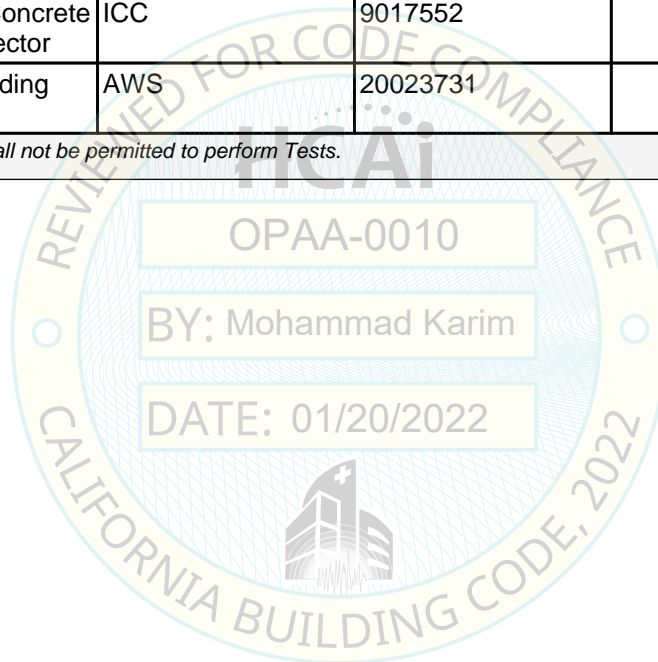 Concrete ICC 9017552
ector
ding AWS 20023731
all not be permitted to perform Tests.
REVIEWED FOR CODE COMPLIANCE
HCAi
OPAA-0010
BY: Mohammad Karim
DATE: 01/20/2022
CALIFORNIA BUILDING CODE, 2022